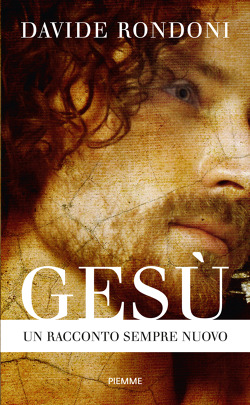 DAVIDE RONDONI
GESÙ
UN RACCONTO SEMPRE NUOVO
PIEMME